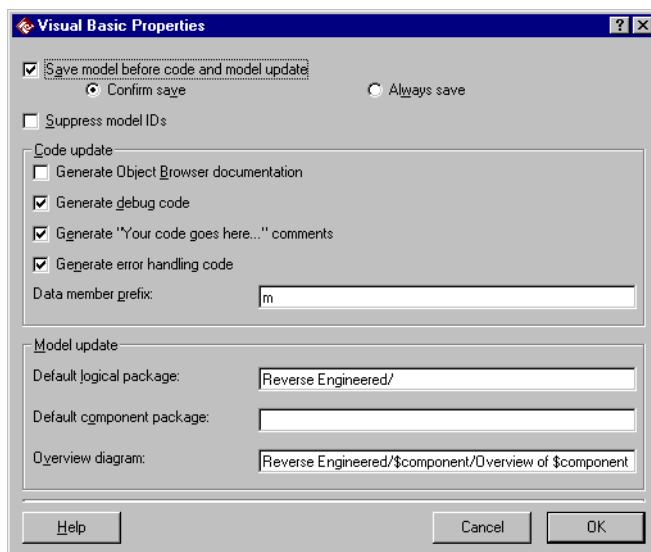 Visual Basic Properties
Save model before code and model update
Confirm save
Always save
Suppress model IDs
Code update
Generate Object Browser documentation
Generate debug code
Generate "Your code goes here..." comments
Generate error handling code
Data member prefix: m
Model update
Default logical package: Reverse Engineered/
Default component package:
Overview diagram: Reverse Engineered/$component/Overview of $component
Help Cancel OK